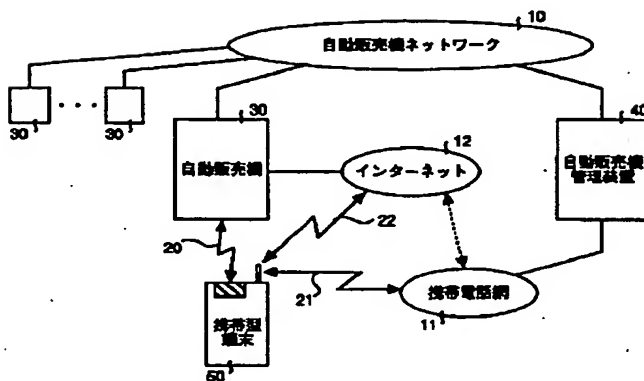 10
自動販売機ネットワーク
30
30
30
40
自動販売機
12
インターネット
自動販売機
管理装置
20
22
21
携帯型
端末
携帯電話網
11
50